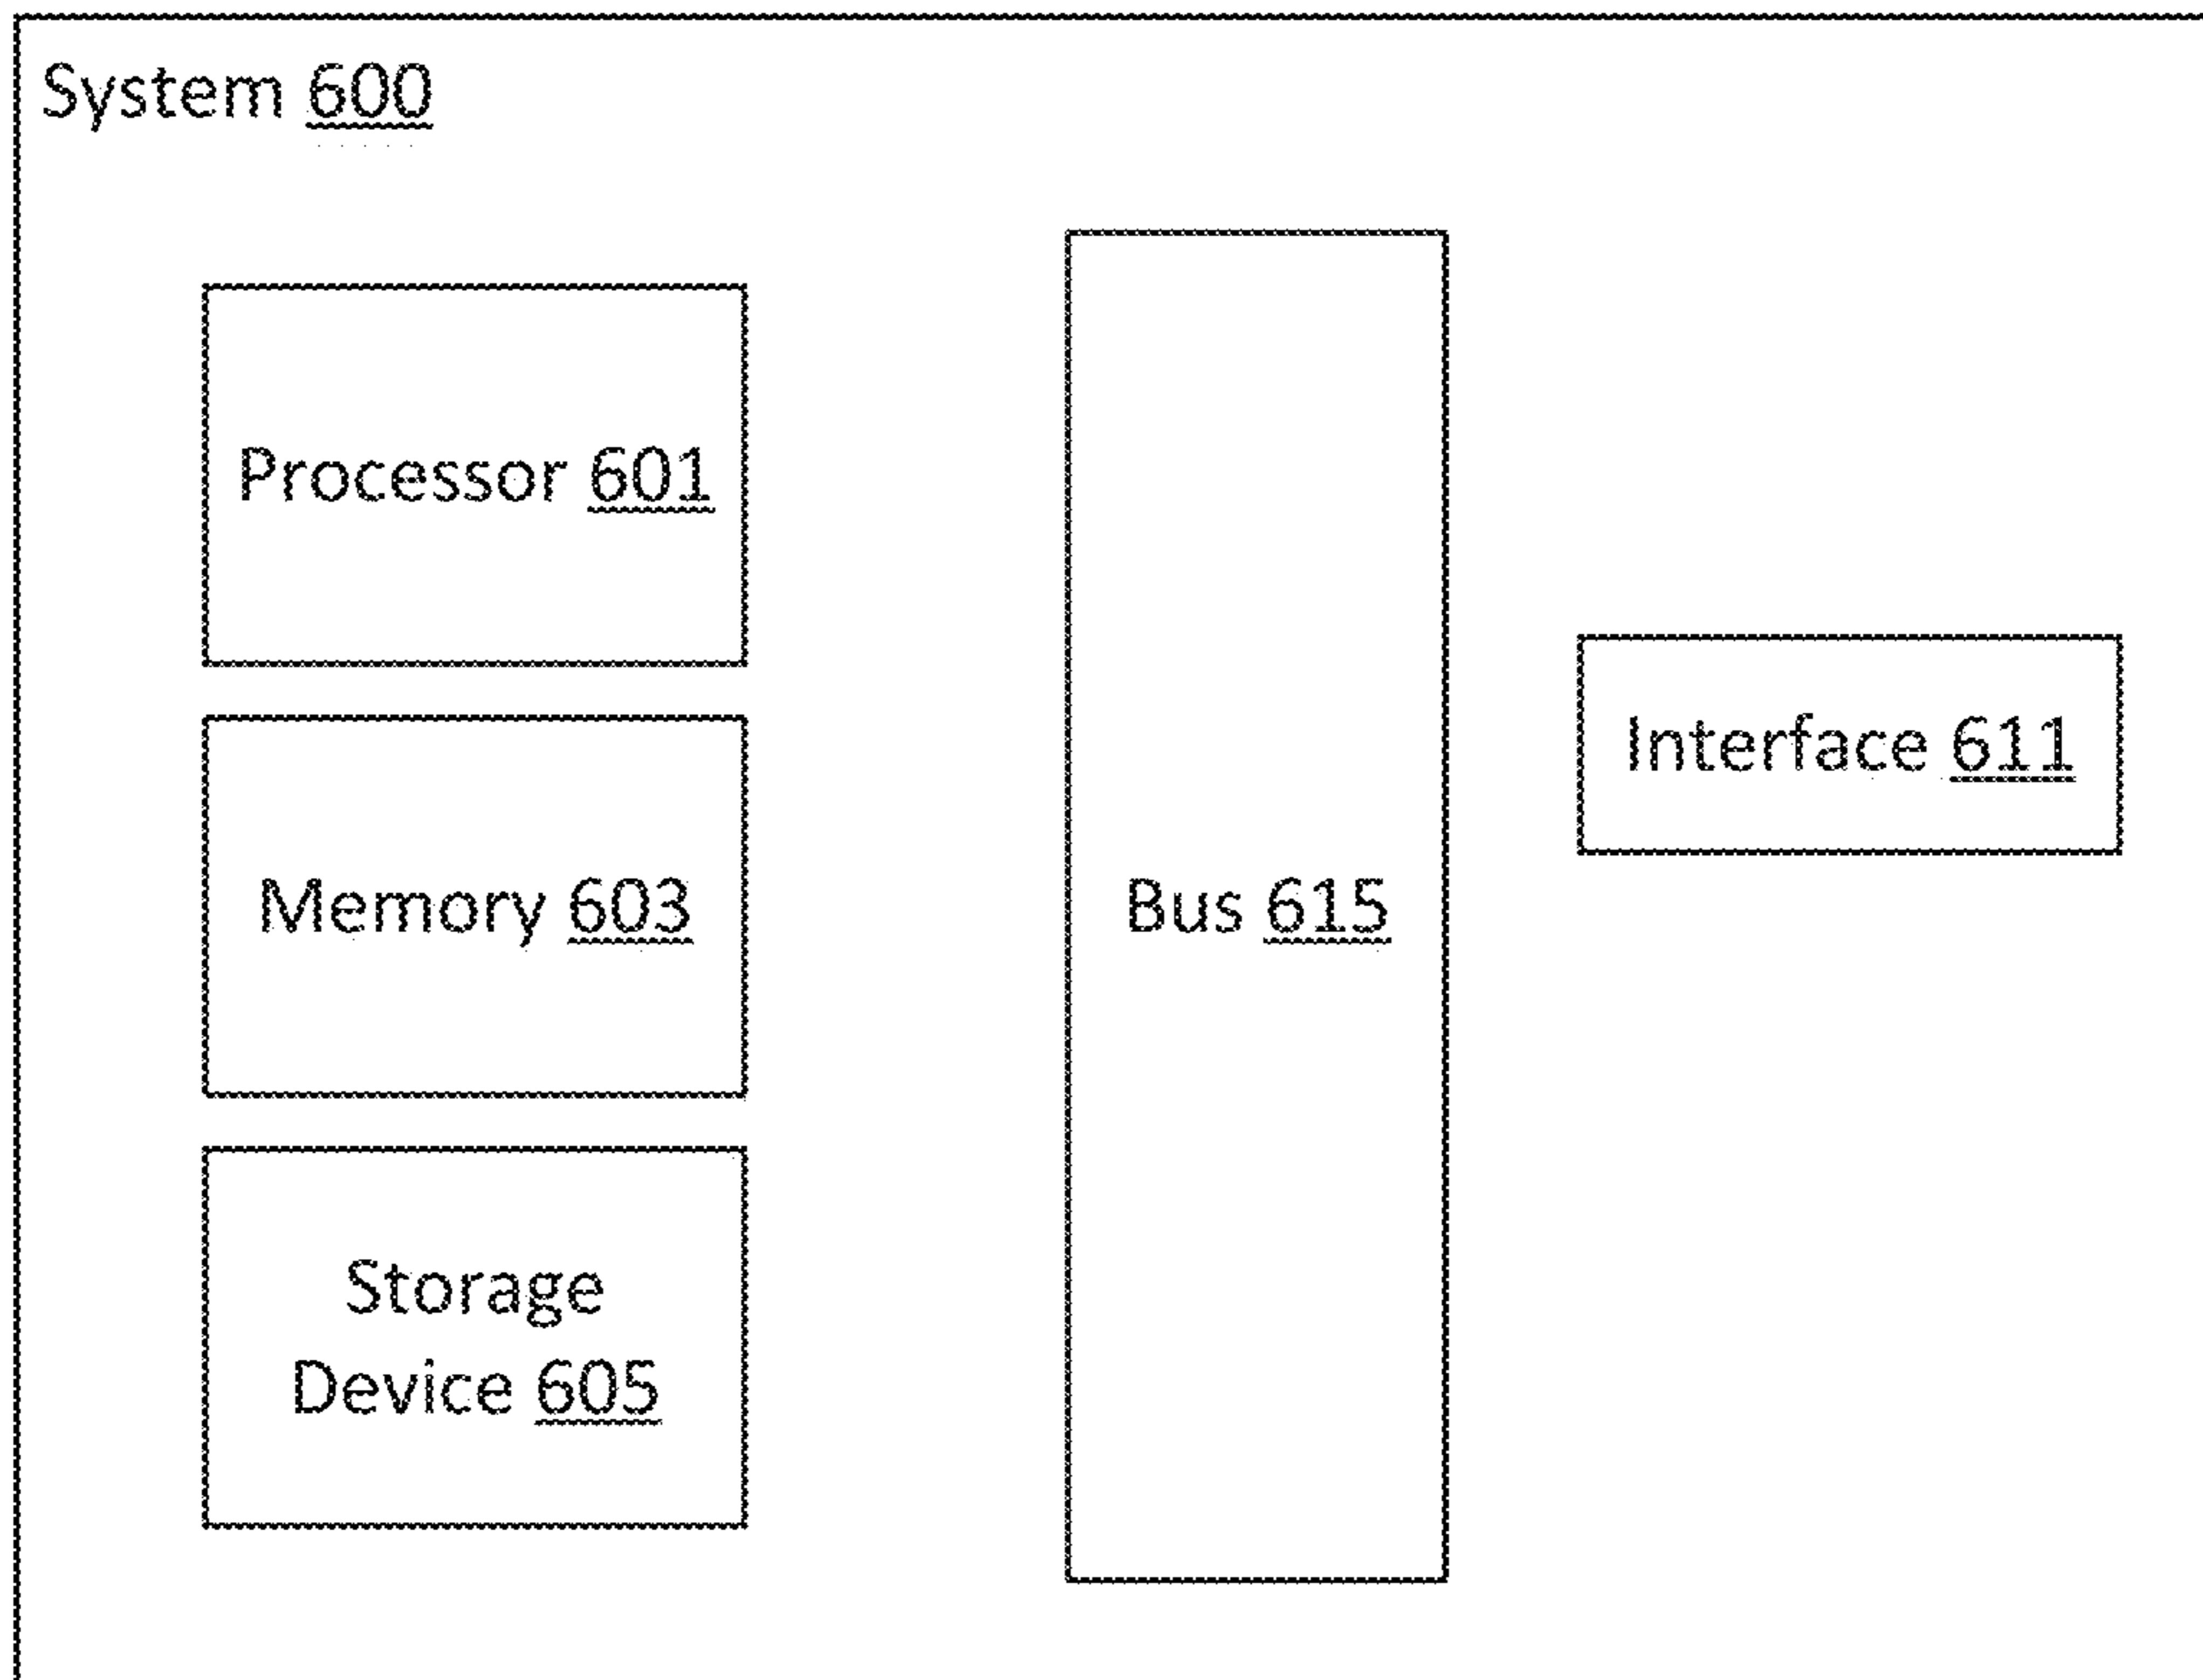 System 600
Processor 601
Memory 603
Storage
Device 605
Bus 615
Interface 611